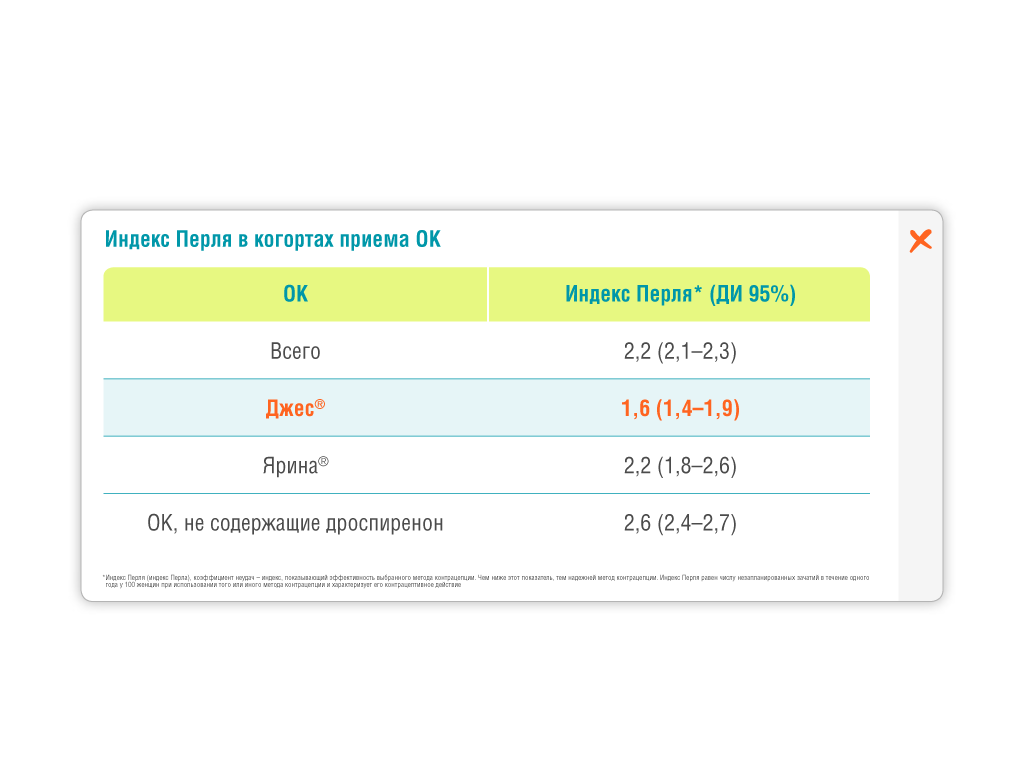 Индекс Перля в когортах приема ОК
ОК
Индекс Перля* (ДИ 95%)
Всего
2,2 (2,1–2,3)
Джес®
1,6 (1,4–1,9)
Ярина®
2,2 (1,8–2,6)
ОК, не содержащие дроспиренон
2,6 (2,4–2,7)
*Индекс Перля (индекс Перла), коэффициент неудач – индекс, показывающий эффективность выбранного метода контрацепции. Чем ниже этот показатель, тем надежней метод контрацепции. Индекс Перля равен числу незапланированных зачатий в течение одного
года у 100 женщин при использовании того или иного метода контрацепции и характеризует его контрацептивное действие